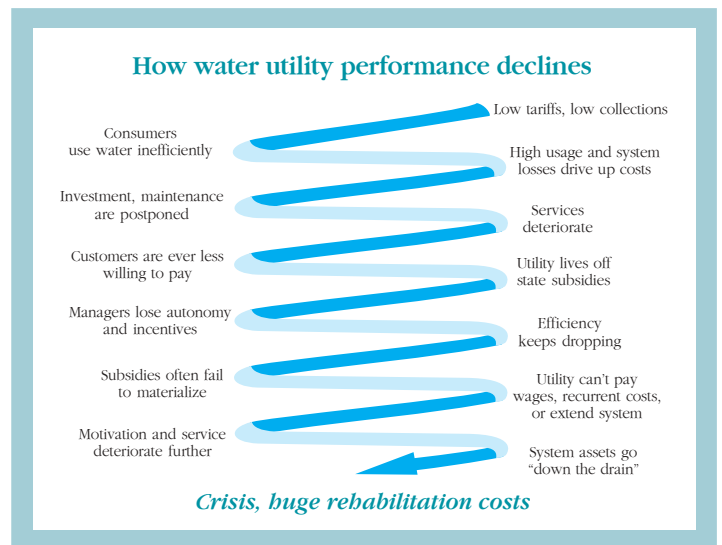 How water utility performance declines
Low tariffs, low collections
Consumers
use water inefficiently
High usage and system
losses drive up costs
Investment, maintenance
are postponed
Services
deteriorate
Customers are ever less
willing to pay
Utility lives off
state subsidies
Managers lose autonomy
and incentives
Efficiency
keeps dropping
Subsidies often fail
to materialize
Utility can't pay
wages, recurrent costs,
or extend system
Motivation and service
deteriorate further
System assets go
“down the drain”
Crisis, huge rehabilitation costs